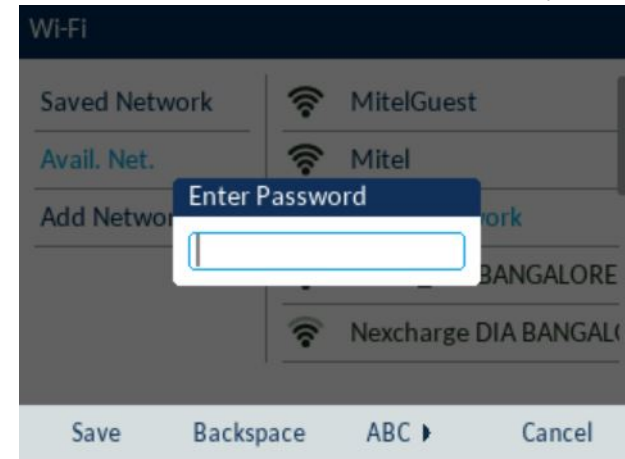 Wi-Fi
Saved Network
MitelGuest
Avail. Net.
Mitel
Add Networ
ork
Enter Password
BANGALORE
Nexcharge DIA BANGAL
Save
Backspace
ABC
Cancel